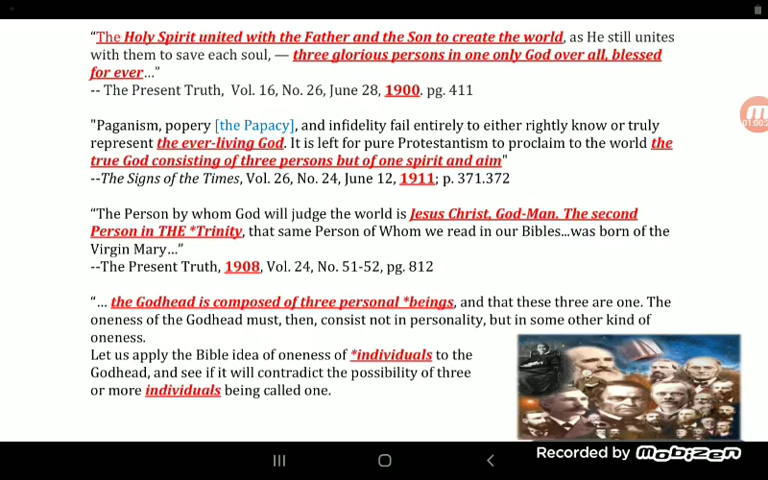 “The Holy Spirit united with the Father and the Son to create the world, as He still unites
with them to save each soul, — three glorious persons in one only God over all, blessed
for ever…”
-- The Present Truth, Vol. 16, No. 26, June 28, 1900. pg. 411
"Paganism, popery [the Papacy], and infidelity fail entirely to either rightly know or truly
represent the ever-living God. It is left for pure Protestantism to proclaim to the world the
true God consisting of three persons but of one spirit and aim"
--The Signs of the Times, Vol. 26, No. 24, June 12, 1911; p. 371.372
“The Person by whom God will judge the world is Jesus Christ, God-Man. The second
Person in THE *Trinity, that same Person of Whom we read in our Bibles...was born of the
Virgin Mary…”
--The Present Truth, 1908, Vol. 24, No. 51-52, pg. 812
“… the Godhead is composed of three personal *beings, and that these three are one. The
oneness of the Godhead must, then, consist not in personality, but in some other kind of
oneness.
Let us apply the Bible idea of oneness of *individuals to the
Godhead, and see if it will contradict the possibility of three
or more individuals being called one.
Recorded by mobizen